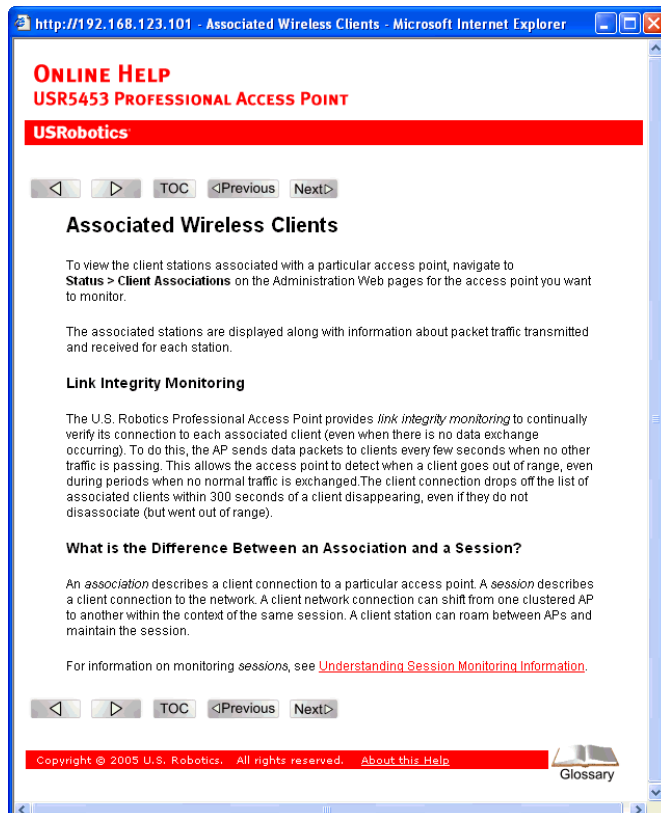 http://192.168.123.101 - Associated Wireless Clients - Microsoft Internet Explorer
ONLINE HELP
USR5453 PROFESSIONAL ACCESS POINT
USRobotics
TOC Previous Next
Associated Wireless Clients
To view the client stations associated with a particular access point, navigate to
Status > Client Associations on the Administration Web pages for the access point you want
to monitor.
The associated stations are displayed along with information about packet traffic transmitted
and received for each station.
Link Integrity Monitoring
The U.S. Robotics Professional Access Point provides link integrity monitoring to continually
verify its connection to each associated client (even when there is no data exchange
occurring). To do this, the AP sends data packets to clients every few seconds when no other
traffic is passing. This allows the access point to detect when a client goes out of range, even
during periods when no normal traffic is exchanged.The client connection drops off the list of
associated clients within 300 seconds of a client disappearing, even if they do not
disassociate (but went out of range).
What is the Difference Between an Association and a Session?
An association describes a client connection to a particular access point. A session describes
a client connection to the network. A client network connection can shift from one clustered AP
to another within the context of the same session. A client station can roam between APs and
maintain the session.
For information on monitoring sessions, see Understanding Session Monitoring Information.
TOC Previous Next
Copyright © 2005 U.S. Robotics. All rights reserved. About this Help
Glossary